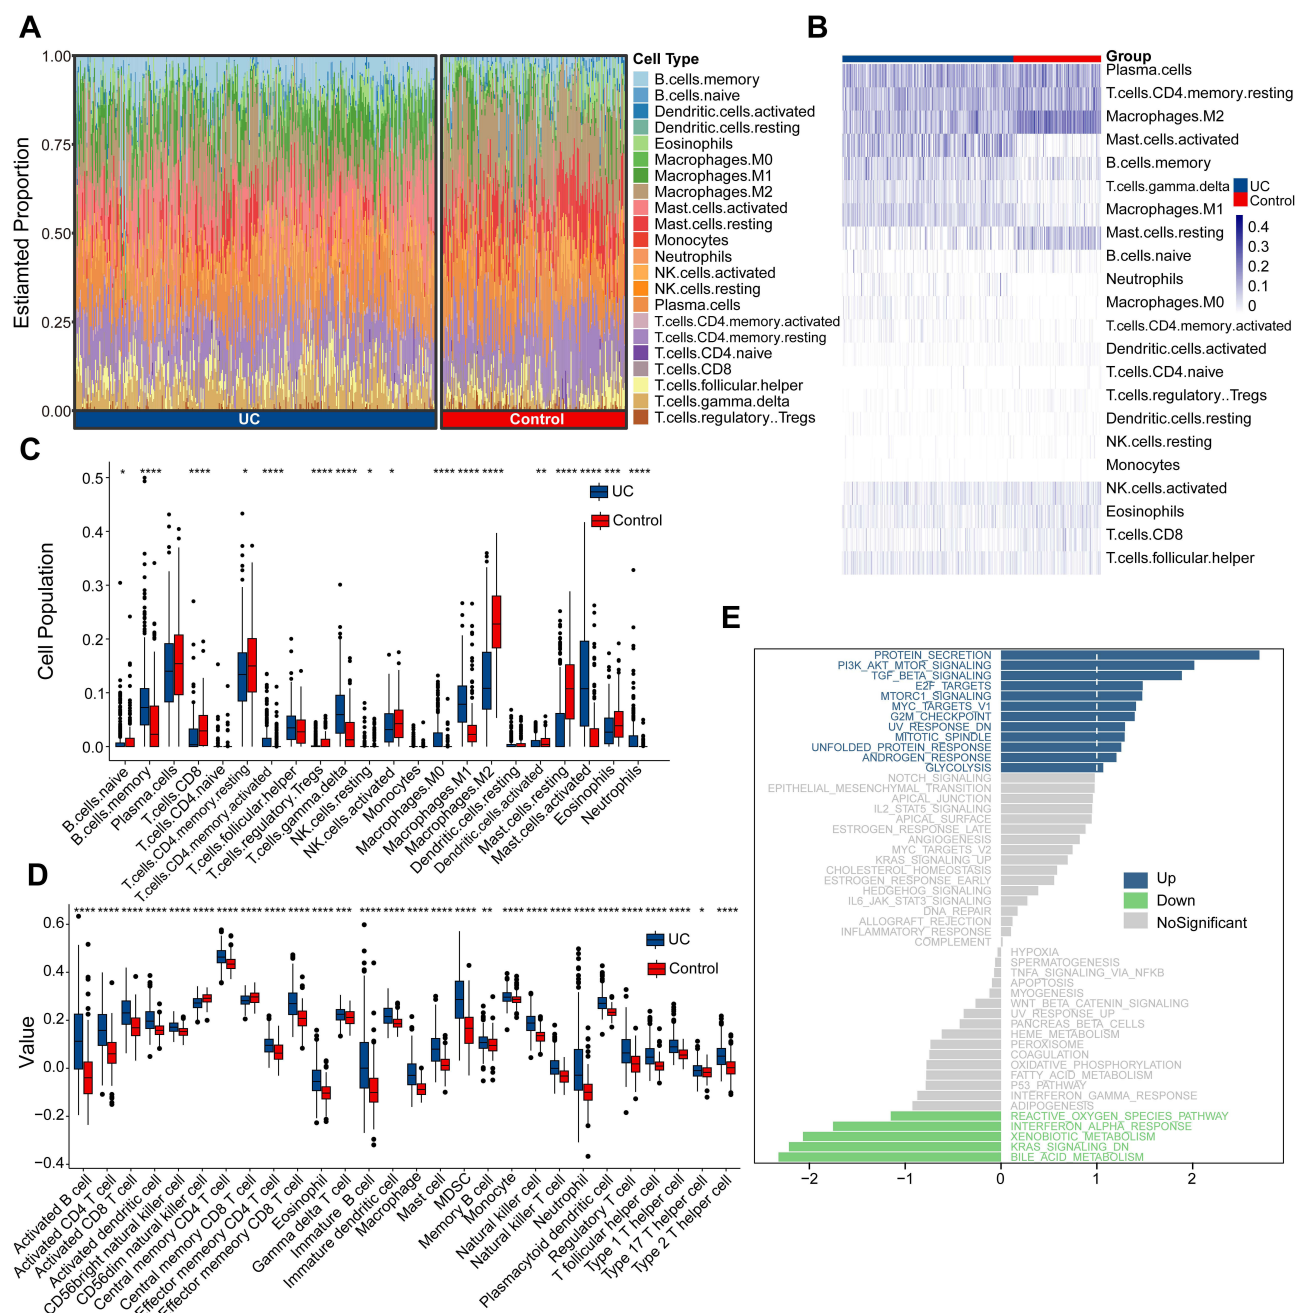 A
1.00
0.75
0.50
0.25
0.00
Estiamted Proportion
UC
Control
Cell Type
B.cells.memory
B.cells.naive
Dendritic.cells.activated
Dendritic.cells.resting
Eosinophils
Macrophages.M0
Macrophages.M1
Macrophages.M2
Mast.cells.activated
Mast.cells.resting
Monocytes
Neutrophils
NK.cells.activated
NK.cells.resting
Plasma.cells
T.cells.CD4.memory.activated
T.cells.CD4.memory.resting
T.cells.CD4.naive
T.cells.CD8
T.cells.follicular.helper
T.cells.gamma.delta
T.cells.regulatory..Tregs
B
Group
Plasma.cells
T.cells.CD4.memory.resting
Macrophages.M2
Mast.cells.activated
B.cells.memory
T.cells.gamma.delta
Macrophages.M1
Mast.cells.resting
B.cells.naive
Neutrophils
Macrophages.M0
T.cells.CD4.memory.activated
Dendritic.cells.activated
T.cells.CD4.naive
T.cells.regulatory..Tregs
Dendritic.cells.resting
NK.cells.resting
Monocytes
NK.cells.activated
Eosinophils
T.cells.CD8
T.cells.follicular.helper
UC
Control
0.4
0.3
0.2
0.1
0
C
* **** **** * **** **** **** * * **** **** **** ** **** **** *** ****
0.5
0.4
0.3
0.2
0.1
0.0
Cell Population
UC
Control
B.cells.naive
B.cells.memory
Plasma.cells
T.cells.CD8
T.cells.CD4.naive
T.cells.CD4.memory.resting
T.cells.CD4.memory.activated
T.cells.follicular.helper
T.cells.regulatory..Tregs
T.cells.gamma.delta
NK.cells.resting
NK.cells.activated
Monocytes
Macrophages.M0
Macrophages.M1
Macrophages.M2
Dendritic.cells.resting
Dendritic.cells.activated
Mast.cells.resting
Mast.cells.activated
Eosinophils
Neutrophils
D
**** **** **** **** **** **** **** **** **** **** **** **** **** **** **** **** **** ** **** **** **** **** **** **** **** **** * ****
0.6
0.4
0.2
0.0
−0.2
−0.4
Value
UC
Control
Activated B cell
Activated CD4 T cell
Activated CD8 T cell
Activated dendritic cell
CD56bright natural killer cell
CD56dim natural killer cell
Central memory CD4 T cell
Central memory CD8 T cell
Effector memeory CD4 T cell
Effector memeory CD8 T cell
Eosinophil
Gamma delta T cell
Immature B cell
Immature dendritic cell
Macrophage
Mast cell
MDSC
Memory B cell
Monocyte
Natural killer cell
Natural killer T cell
Neutrophil
Plasmacytoid dendritic cell
Regulatory T cell
T follicular helper cell
Type 1 T helper cell
Type 17 T helper cell
Type 2 T helper cell
E
PROTEIN_SECRETION
PI3K_AKT_MTOR_SIGNALING
TGF_BETA_SIGNALING
E2F_TARGETS
MTORC1_SIGNALING
MYC_TARGETS_V1
G2M_CHECKPOINT
UV_RESPONSE_DN
MITOTIC_SPINDLE
UNFOLDED_PROTEIN_RESPONSE
ANDROGEN_RESPONSE
GLYCOLYSIS
NOTCH_SIGNALING
EPITHELIAL_MESENCHYMAL_TRANSITION
APICAL_JUNCTION
IL2_STAT5_SIGNALING
APICAL_SURFACE
ESTROGEN_RESPONSE_LATE
ANGIOGENESIS
MYC_TARGETS_V2
KRAS_SIGNALING_UP
CHOLESTEROL_HOMEOSTASIS
ESTROGEN_RESPONSE_EARLY
HEDGEHOG_SIGNALING
IL6_JAK_STAT3_SIGNALING
DNA_REPAIR
ALLOGRAFT_REJECTION
INFLAMMATORY_RESPONSE
COMPLEMENT
HYPOXIA
SPERMATOGENESIS
TNFA_SIGNALING_VIA_NFKB
APOPTOSIS
MYOGENESIS
WNT_BETA_CATENIN_SIGNALING
UV_RESPONSE_UP
PANCREAS_BETA_CELLS
HEME_METABOLISM
PEROXISOME
COAGULATION
OXIDATIVE_PHOSPHORYLATION
FATTY_ACID_METABOLISM
P53_PATHWAY
INTERFERON_GAMMA_RESPONSE
ADIPOGENESIS
REACTIVE_OXYGEN_SPECIES_PATHWAY
INTERFERON_ALPHA_RESPONSE
XENOBIOTIC_METABOLISM
KRAS_SIGNALING_DN
BILE_ACID_METABOLISM
Up
Down
NoSignificant
−2
−1
0
1
2